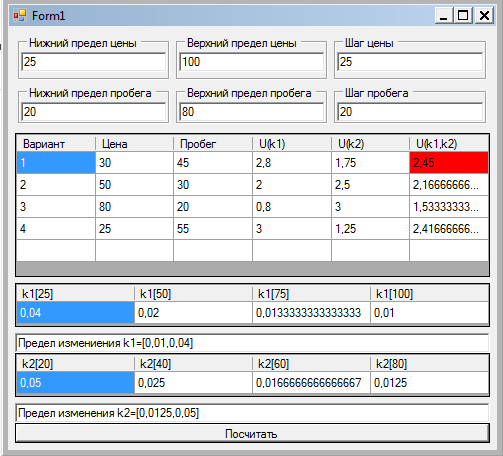 Form1
Нижний предел цены Верхний предел цены Шаг цены
25 100 25
Нижний предел пробега Верхний предел пробега Шаг пробега
20 80 20
Вариант Цена Пробег U(k1) U(k2) U(k1,k2)
1 30 45 2,8 1,75 2,45
2 50 30 2 2,5 2,16666666...
3 80 20 0,8 3 1,53333333...
4 25 55 3 1,25 2,41666666...
k1[25] k1[50] k1[75] k1[100]
0,04 0,02 0,0133333333333333 0,01
Предел измениения k1=[0,01,0,04]
k2[20] k2[40] k2[60] k2[80]
0,05 0,025 0,0166666666666667 0,0125
Предел изменения k2=[0,0125,0,05]
Посчитать